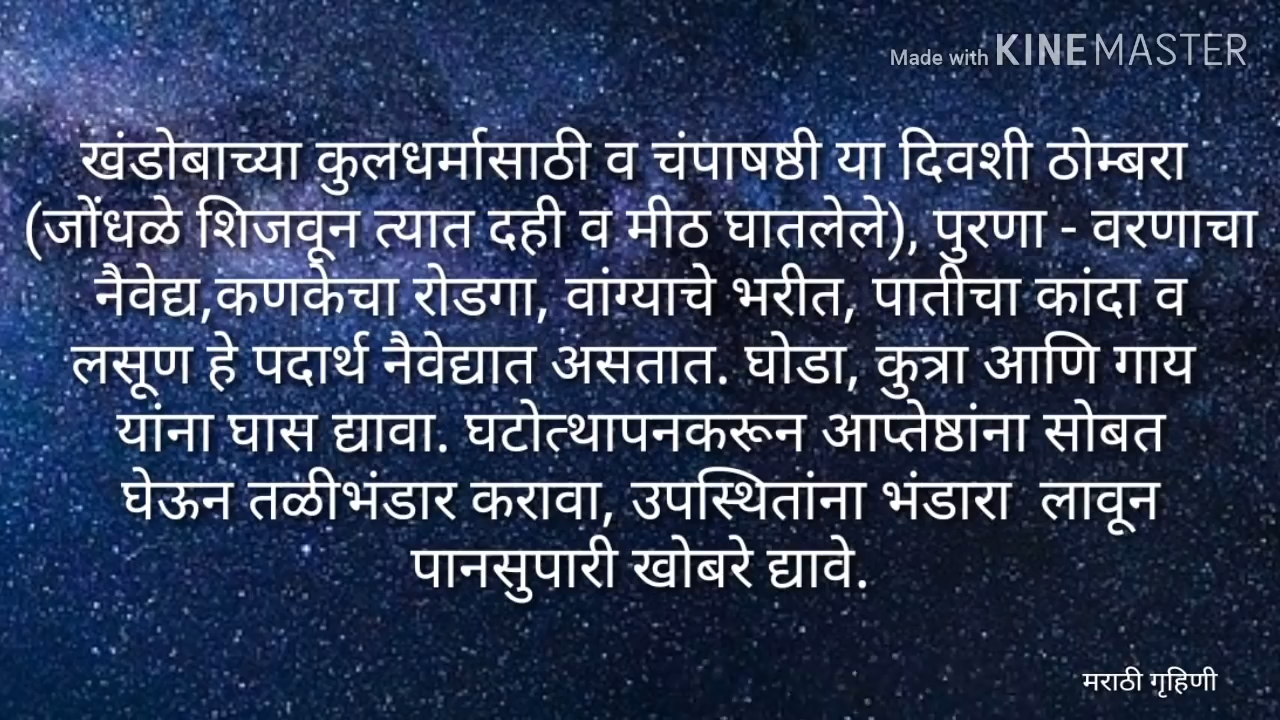 Made with KINEMASTER
खंडोबाच्या कुलधर्मासाठी व चंपाषष्ठी या दिवशी ठोम्बरा
(जोंधळे शिजवून त्यात दही व मीठ घातलेले), पुरणा - वरणाचा
नैवेद्य,कणकेचा रोडगा, वांग्याचे भरीत, पातीचा कांदा व
लसूण हे पदार्थ नैवेद्यात असतात. घोडा, कुत्रा आणि गाय
यांना घास द्यावा. घटोत्थापनकरून आप्तेष्ठांना सोबत
घेऊन तळीभंडार करावा, उपस्थितांना भंडारा  लावून
पानसुपारी खोबरे द्यावे.
मराठी गृहिणी